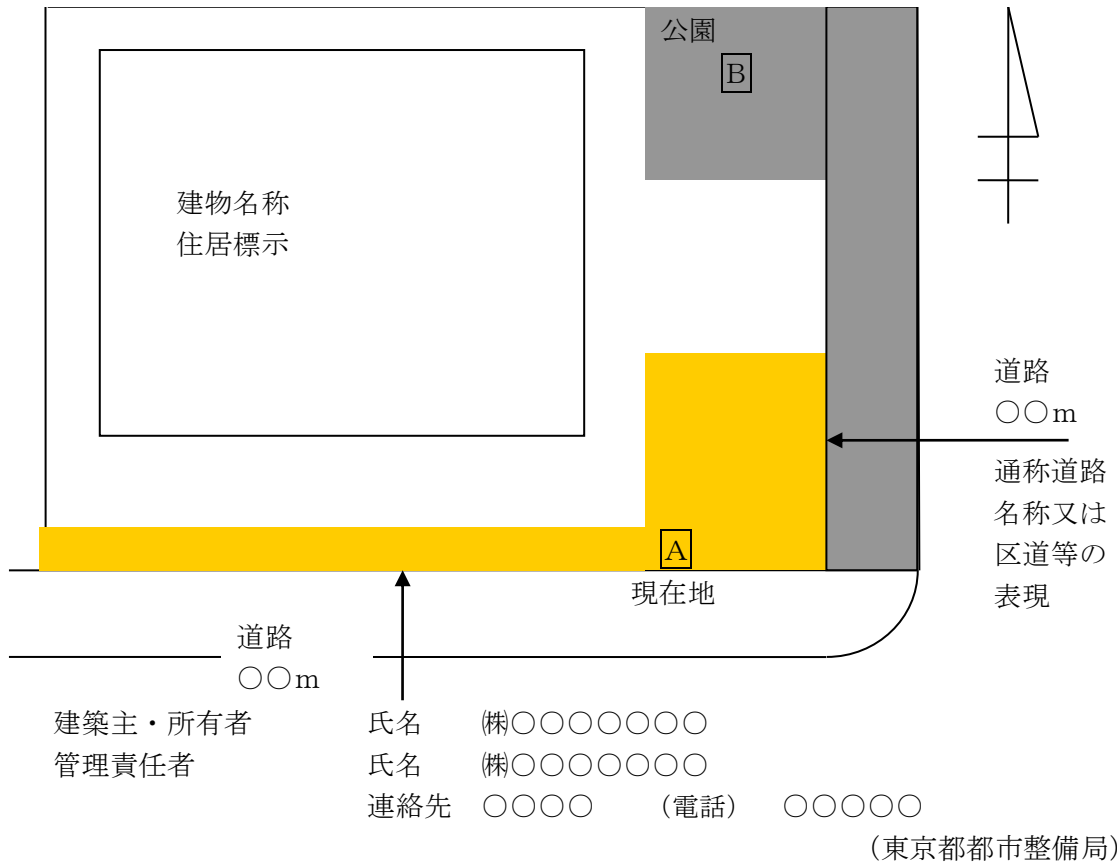 公園
B
建物名称
住居標示
道路
○○m
通称道路
名称又は
区道等の
表現
A
現在地
道路
○○m
建築主・所有者 氏名 ㈱○○○○○○○
管理責任者 氏名 ㈱○○○○○○○
連絡先 ○○○○ （電話） ○○○○○
（東京都都市整備局）